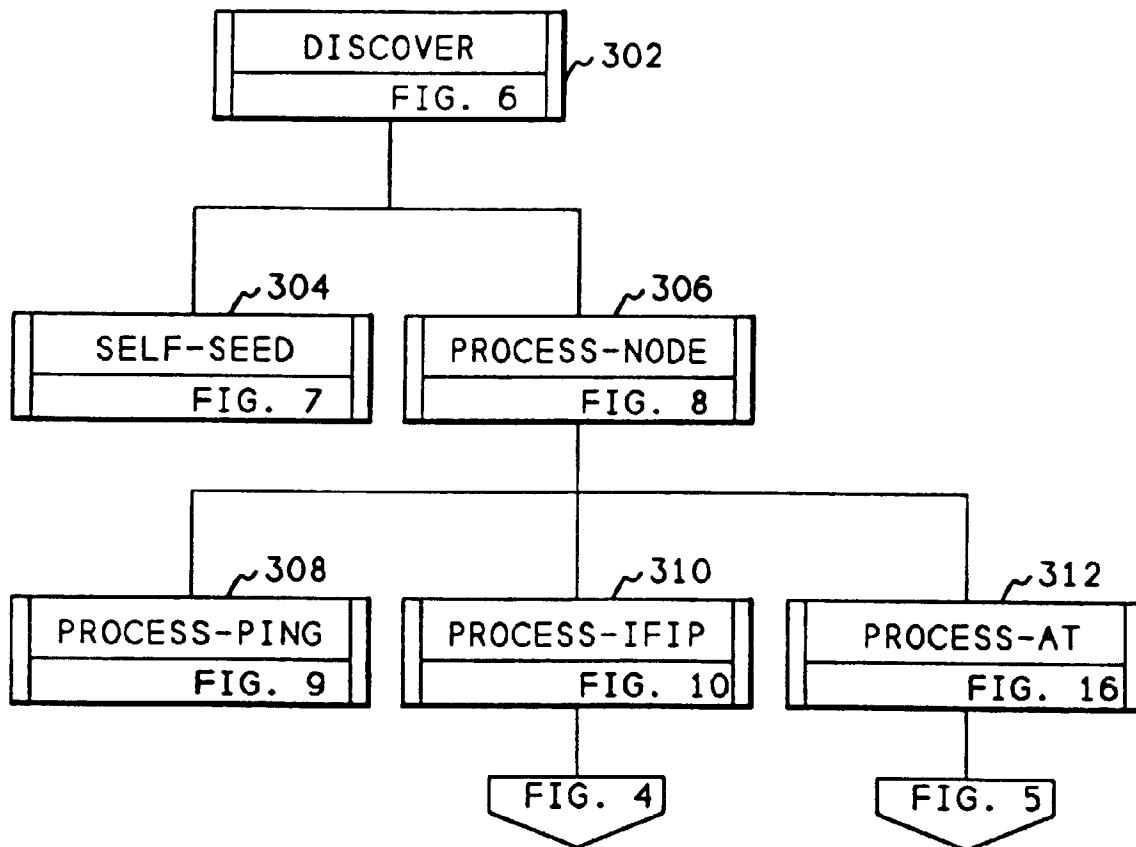 DISCOVER
FIG. 6
302
304
SELF-SEED
FIG. 7
306
PROCESS-NODE
FIG. 8
308
PROCESS-PING
FIG. 9
310
PROCESS-IFIP
FIG. 10
312
PROCESS-AT
FIG. 16
FIG. 4
FIG. 5